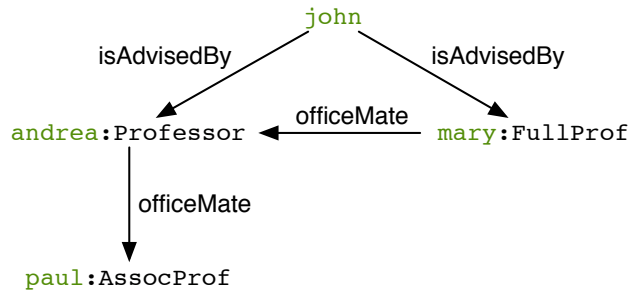 john
isAdvisedBy isAdvisedBy
officeMate
andrea:Professor mary:FullProf
officeMate
paul:AssocProf